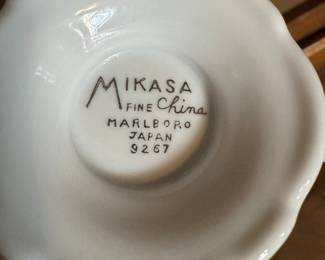 MIKASA
FINE China
MARLBORO
JAPAN
9267